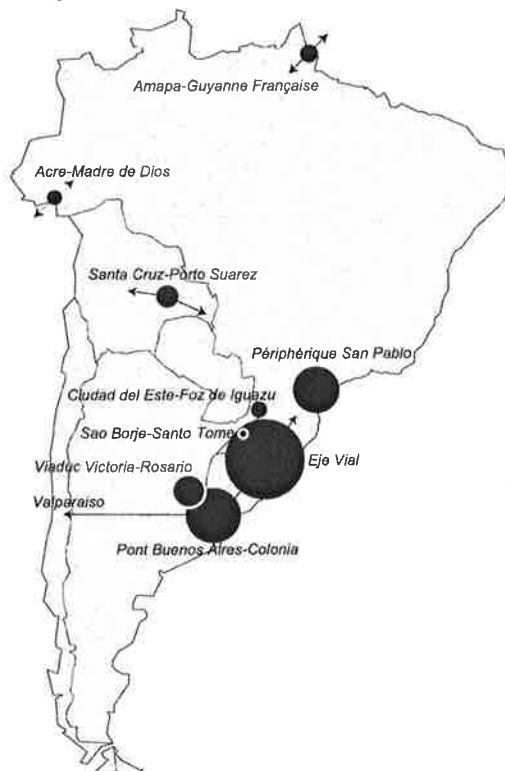 Amapa-Guyanne Française
Acre-Madre de Dios
Santa Cruz-Porto Suarez
Périphérique San Pablo
Ciudad del Este-Foz de Iguazu
Sao Borje-Santo Tome
Eje Vial
Viaduc Victoria-Rosario
Valparaiso
Pont Buenos Aires-Colonia